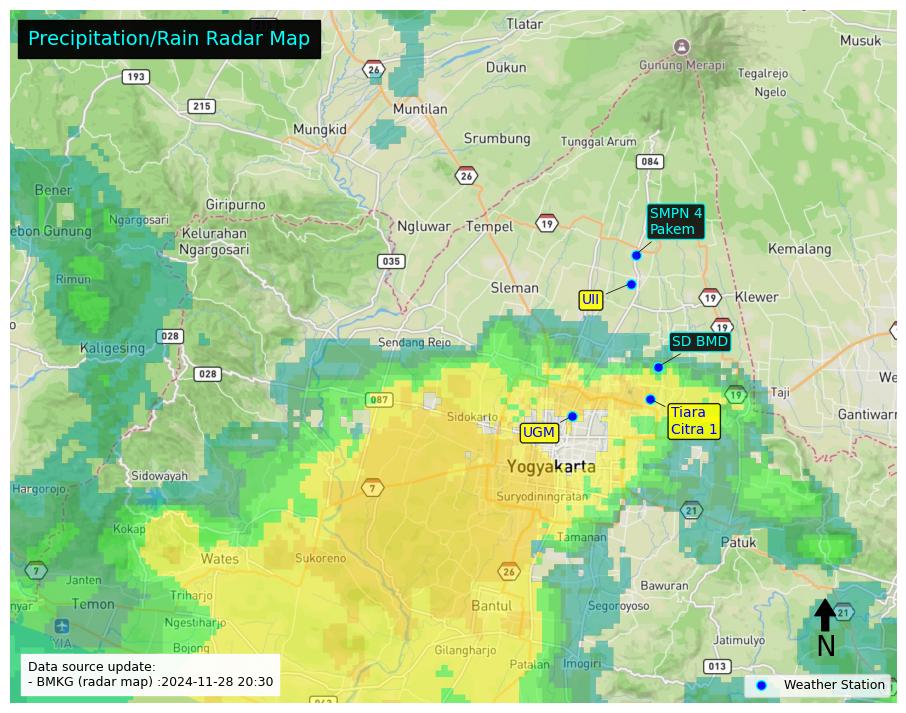 Precipitation/Rain Radar Map
Tlatar
Musuk
193
26
Dukun
Gunung Merapi
Tegalrejo
Ngelo
215
Muntilan
Mungkid
Srumbung
Tunggal Arum
084
26
Bener
Giripurno
SMPN 4
Pakem
Ngargosari
ebon Gunung
Kelurahan
Ngargosari
Ngluwar
Tempel
19
Kemalang
035
Rimun
Sleman
UII
19
Klewer
o
19
028
Kaligesing
Sendang Rejo
SD BMD
028
We
087
19
Taji
Sidokarto
UGM
Tiara
Citra 1
Gantiwar
Yogyakarta
Sidowayah
Hargorojo
7
Suryodiningratan
21
Kokap
Tamanan
Patuk
Wates
Sukoreno
7
26
Janten
Bawuran
nyar
Temon
Triharjo
Bantul
Segoroyoso
21
Ngestiharjo
YIA
N
Jatimulyo
Bojong
Gilangharjo
Patalan
Imogiri
013
Data source update:
- BMKG (radar map) :2024-11-28 20:30
Weather Station